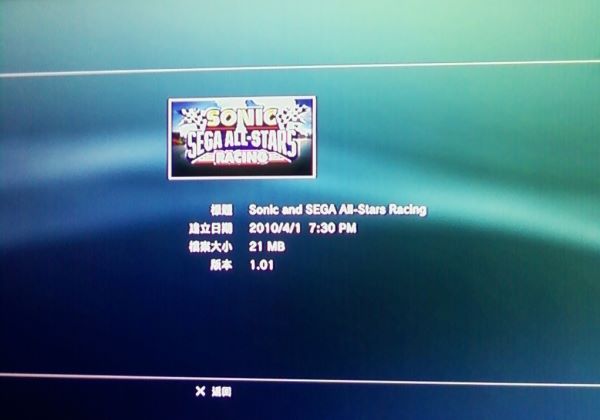 SONIC
SEGA ALL-STARS
RACING
標題 Sonic and SEGA All-Stars Racing
建立日期 2010/4/1 7:30 PM
檔案大小 21 MB
版本 1.01
✕ 返回